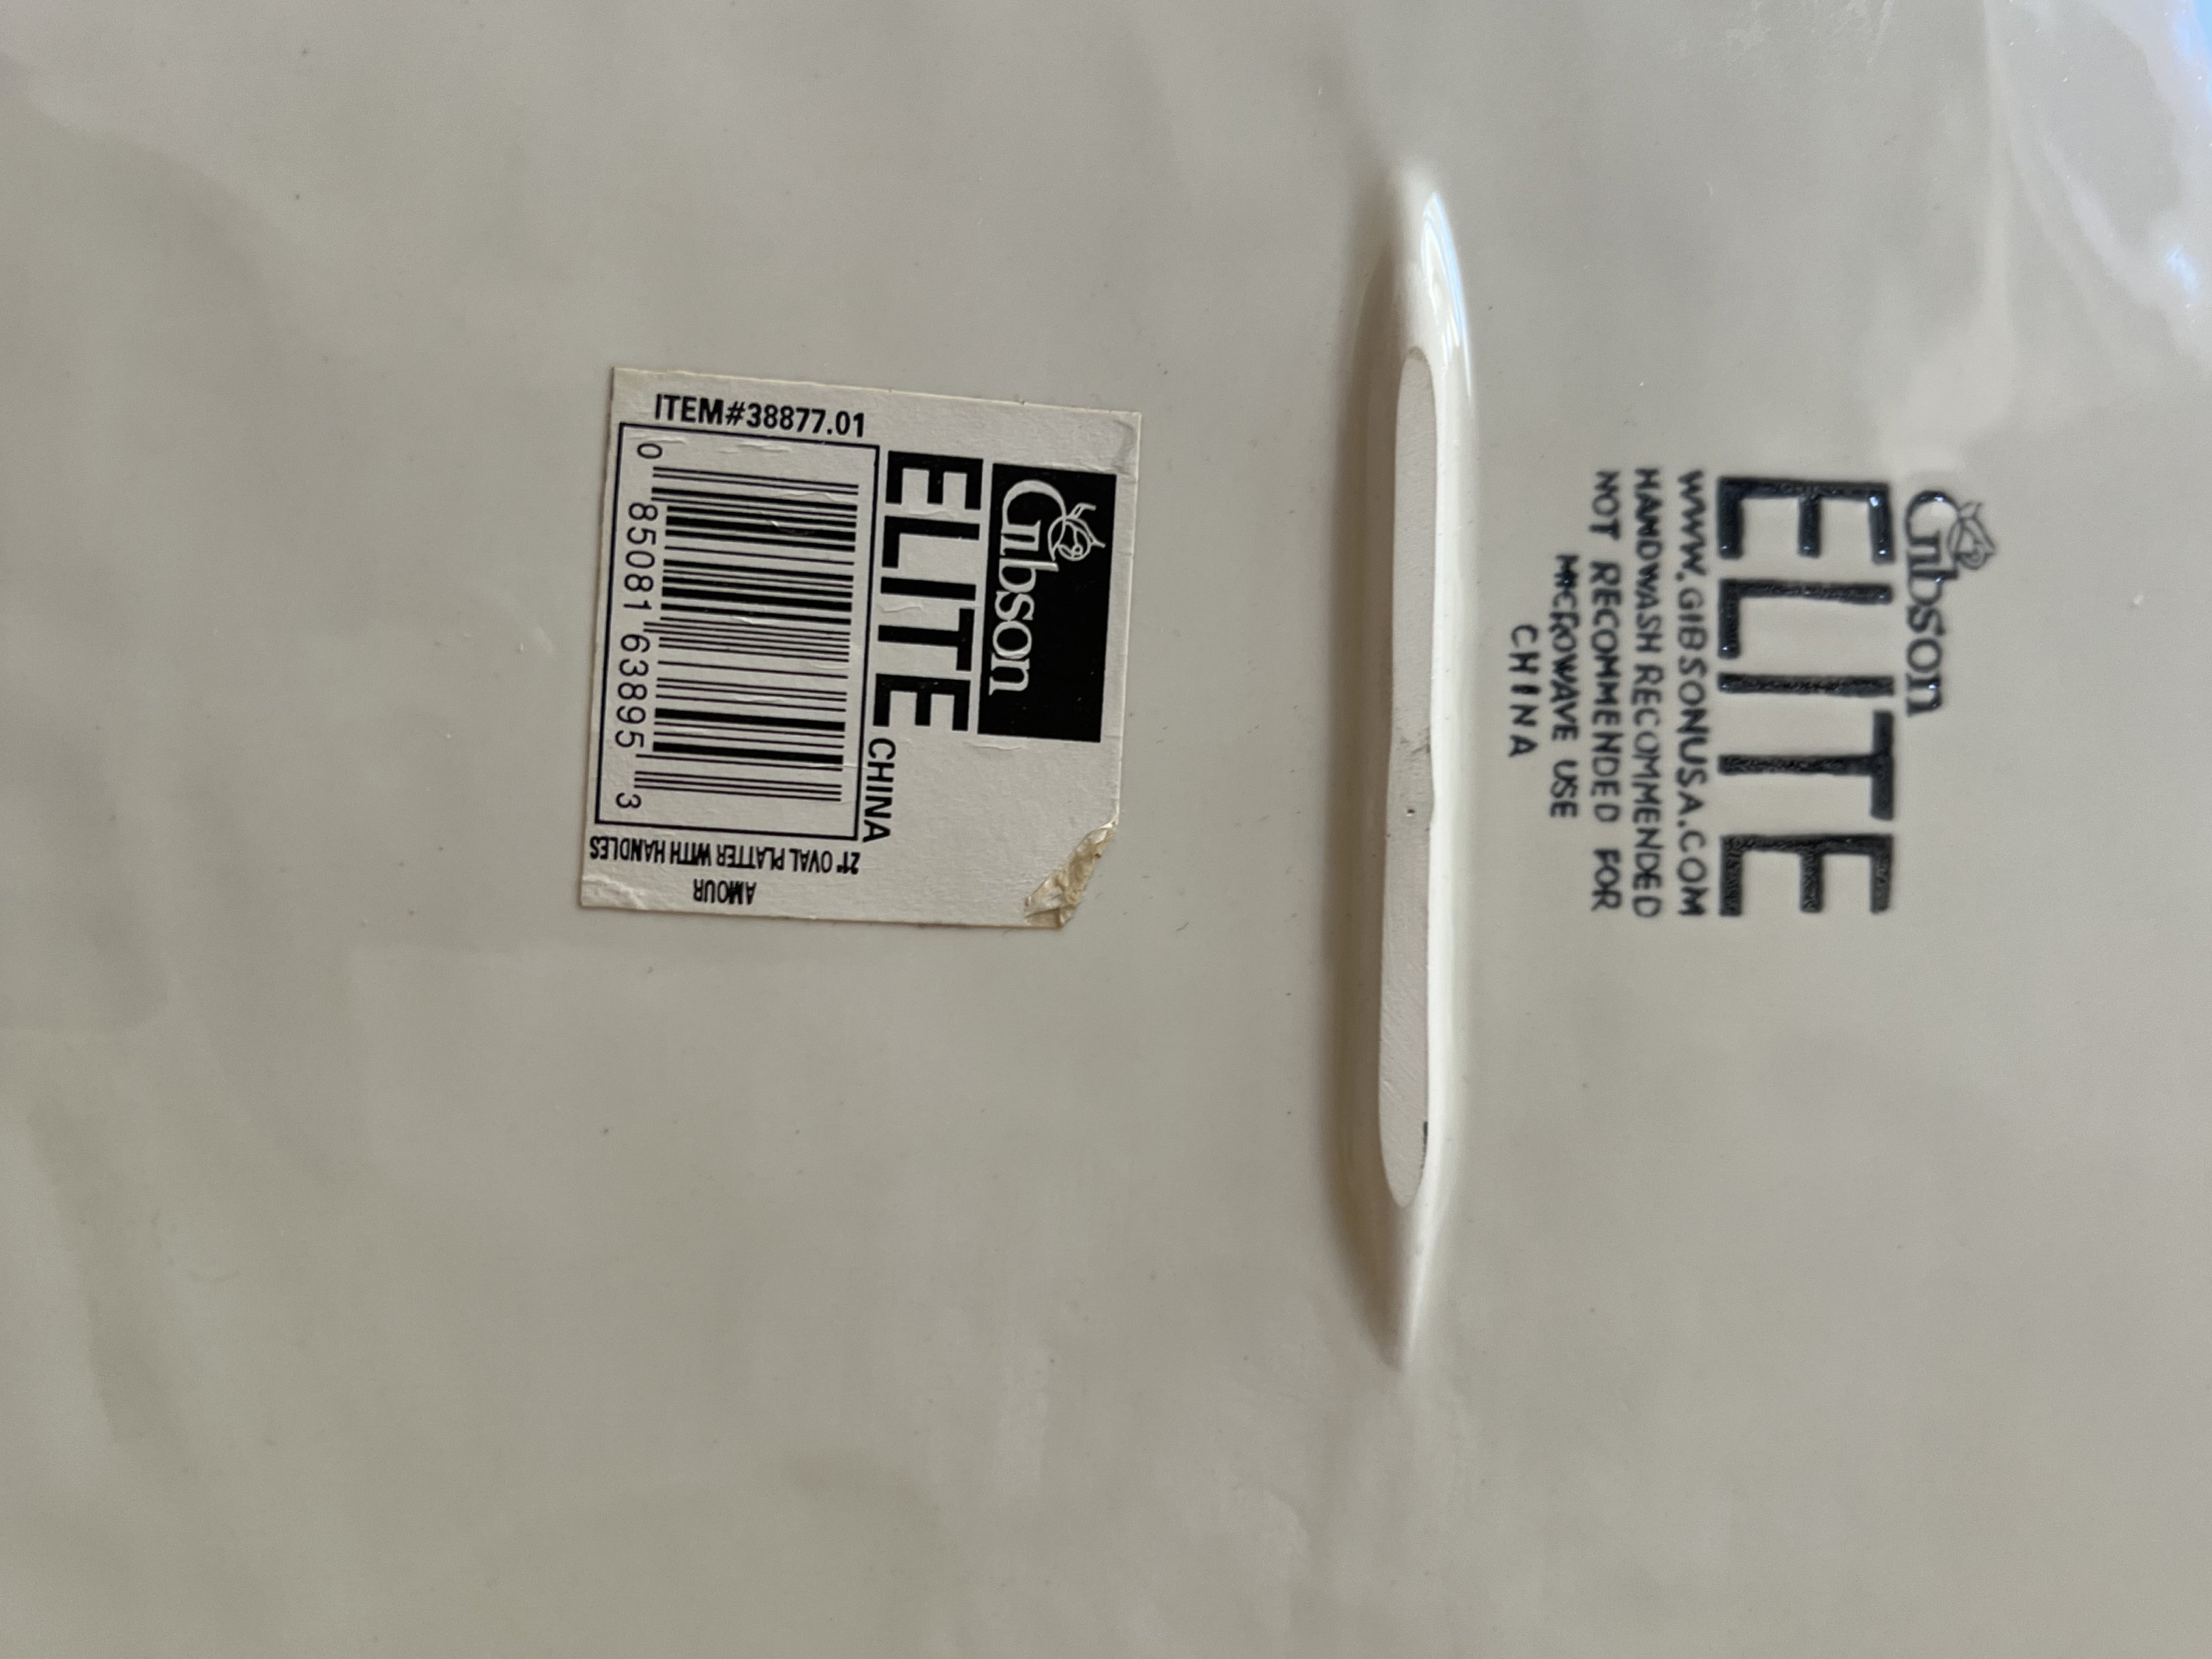 Gibson
ELITE
WWW.GIBSONUSA.COM
HANDWASH RECOMMENDED
NOT RECOMMENDED FOR
MICROWAVE USE
CHINA
Gibson
ELITE
CHINA
ITEM#38877.01
0 85081 63895 3
AMOUR
21" OVAL PLATTER WITH HANDLES